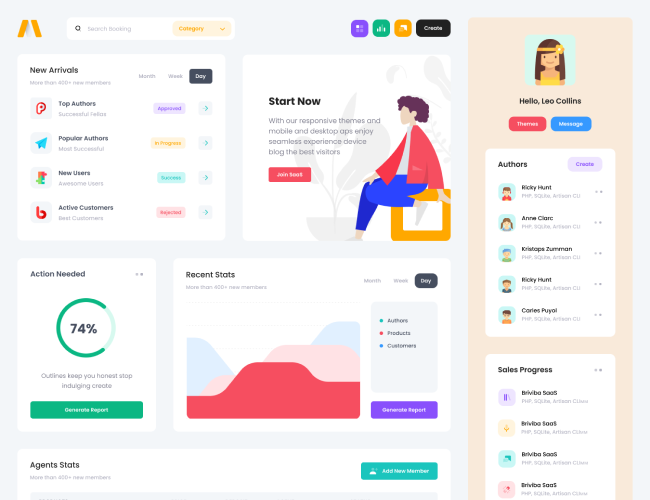 Search Booking
Category
Create
New Arrivals
More than 400+ new members
Month
Week
Day
Top Authors
Successful Fellas
Approved
Popular Authors
Most Successful
In Progress
New Users
Awesome Users
Success
Active Customers
Best Customers
Rejected
Start Now
With our responsive themes and
mobile and desktop aps enjoy
seamless experience device
blog the best visitors
Join SaaS
Action Needed
74%
Outlines keep you honest stop
indulging create
Generate Report
Recent Stats
More than 400+ new members
Month
Week
Day
Authors
Products
Customers
Generate Report
Agents Stats
More than 400+ new members
Add New Member
Hello, Leo Collins
Themes
Message
Authors
Create
Ricky Hunt
PHP, SQLite, Artisan CLI
Anne Clarc
PHP, SQLite, Artisan CLI
Kristaps Zumman
PHP, SQLite, Artisan CLI
Ricky Hunt
PHP, SQLite, Artisan CLI
Carles Puyol
PHP, SQLite, Artisan CLI
Sales Progress
Briviba SaaS
PHP, SQLite, Artisan
Briviba SaaS
PHP, SQLite, Artisan
Briviba SaaS
PHP, SQLite, Artisan
Briviba SaaS
PHP, SQLite, Artisan